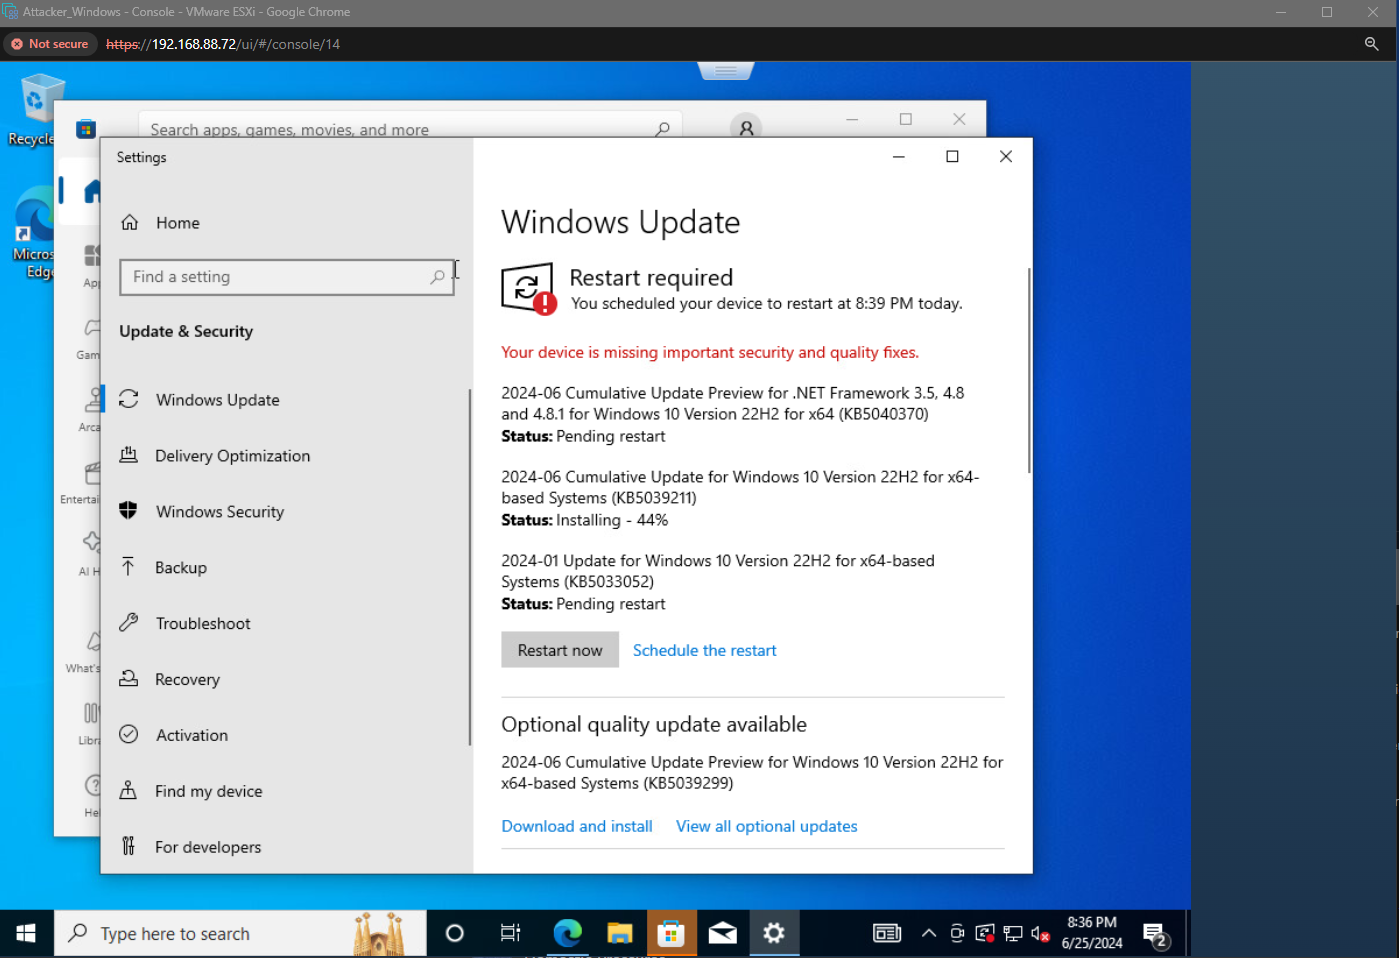 Attacker_Windows - Console - VMware ESXi - Google Chrome
Not secure
https://192.168.88.72/ui/#/console/14
Recycle
Search apps, games, movies, and more
Settings
Home
Find a setting
Update & Security
Windows Update
Delivery Optimization
Windows Security
Backup
Troubleshoot
Recovery
Activation
Find my device
For developers
Windows Update
Restart required
You scheduled your device to restart at 8:39 PM today.
Your device is missing important security and quality fixes.
2024-06 Cumulative Update Preview for .NET Framework 3.5, 4.8
and 4.8.1 for Windows 10 Version 22H2 for x64 (KB5040370)
Status: Pending restart
2024-06 Cumulative Update for Windows 10 Version 22H2 for x64-
based Systems (KB5039211)
Status: Installing - 44%
2024-01 Update for Windows 10 Version 22H2 for x64-based
Systems (KB5033052)
Status: Pending restart
Restart now
Schedule the restart
Optional quality update available
2024-06 Cumulative Update Preview for Windows 10 Version 22H2 for
x64-based Systems (KB5039299)
Download and install
View all optional updates
Micros
Edge
App
Gam
Arca
Entertai
AI H
What's
Libra
Hel
Type here to search
8:36 PM
6/25/2024
2